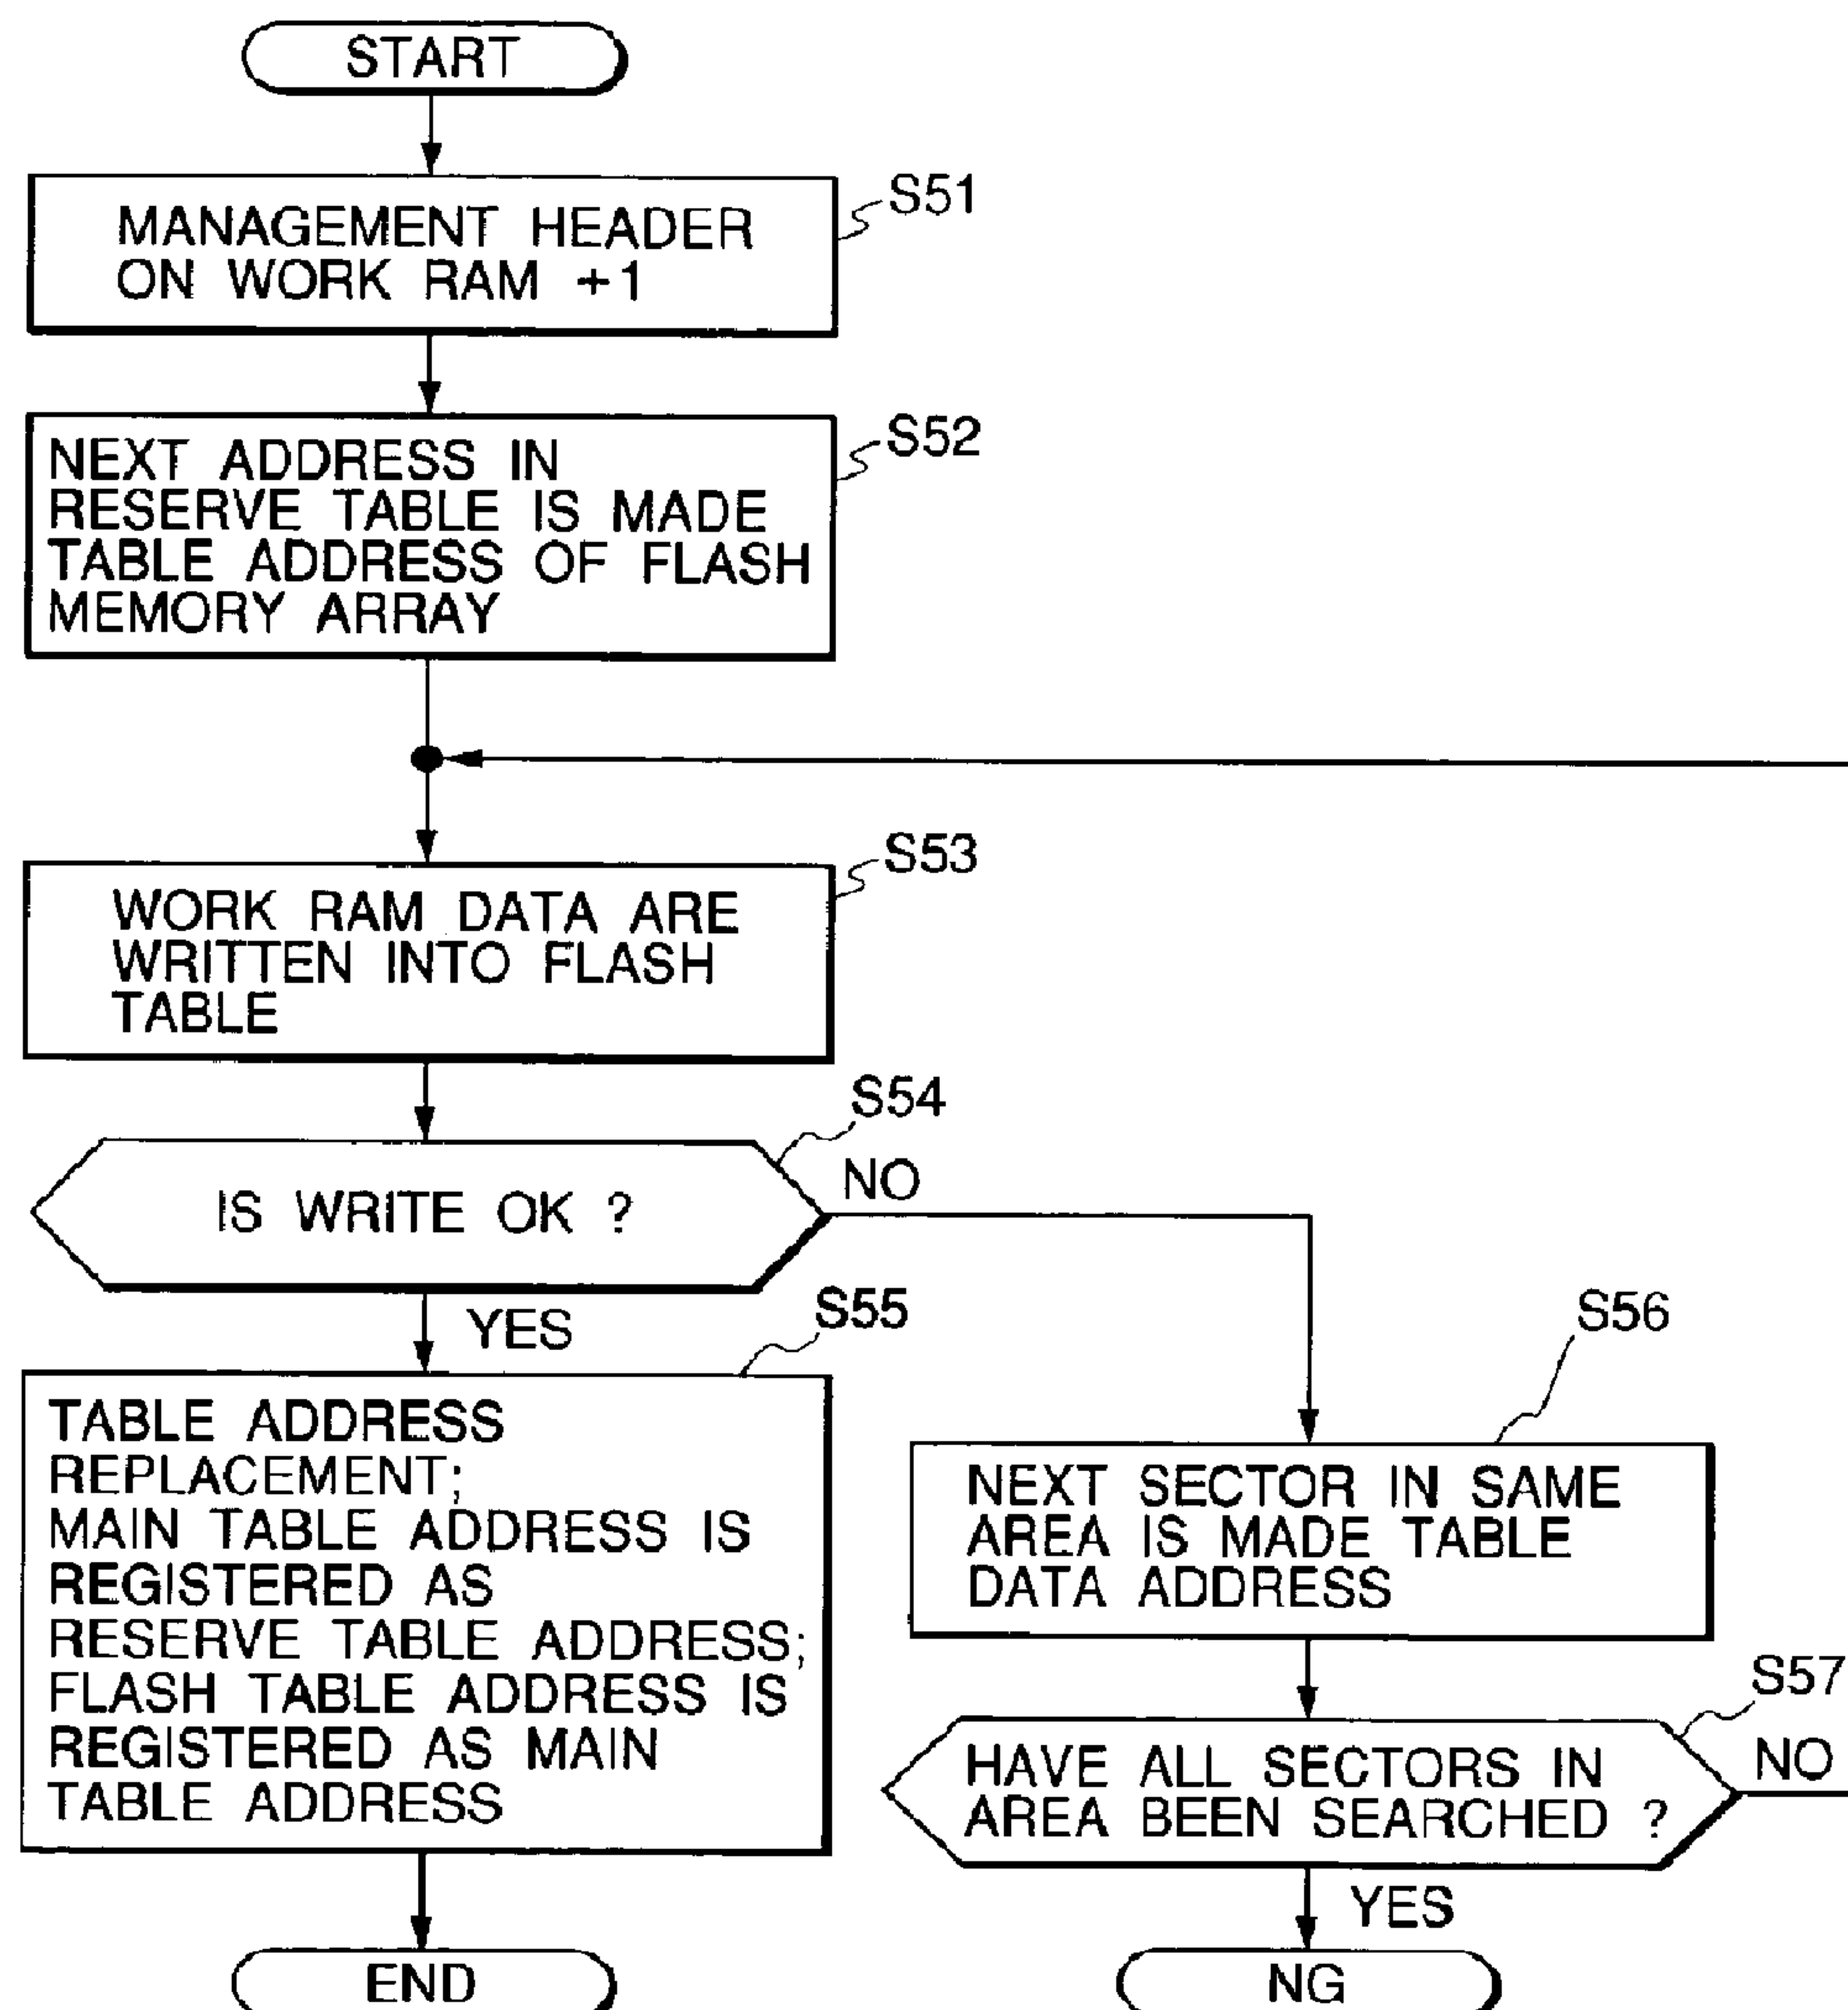 START
S51
MANAGEMENT HEADER
ON WORK RAM +1
S52
NEXT ADDRESS IN
RESERVE TABLE IS MADE
TABLE ADDRESS OF FLASH
MEMORY ARRAY
S53
WORK RAM DATA ARE
WRITTEN INTO FLASH
TABLE
S54
IS WRITE OK ?
NO
YES
S55
TABLE ADDRESS
REPLACEMENT;
MAIN TABLE ADDRESS IS
REGISTERED AS
RESERVE TABLE ADDRESS;
FLASH TABLE ADDRESS IS
REGISTERED AS MAIN
TABLE ADDRESS
END
S56
NEXT SECTOR IN SAME
AREA IS MADE TABLE
DATA ADDRESS
S57
HAVE ALL SECTORS IN
AREA BEEN SEARCHED ?
NO
YES
NG